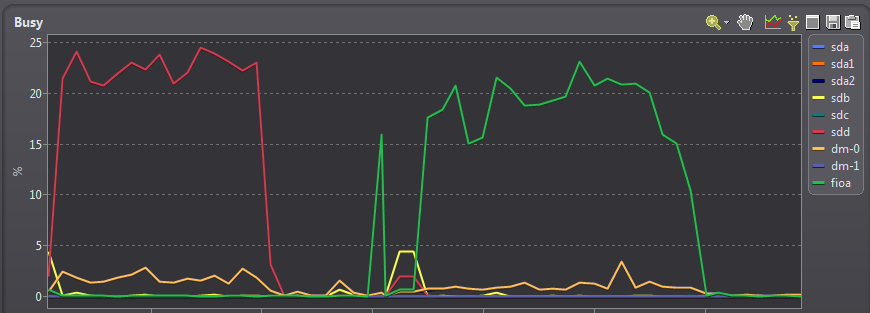 Busy
25
20
15
10
5
0
%
sda
sda1
sda2
sdb
sdc
sdd
dm-0
dm-1
fioa